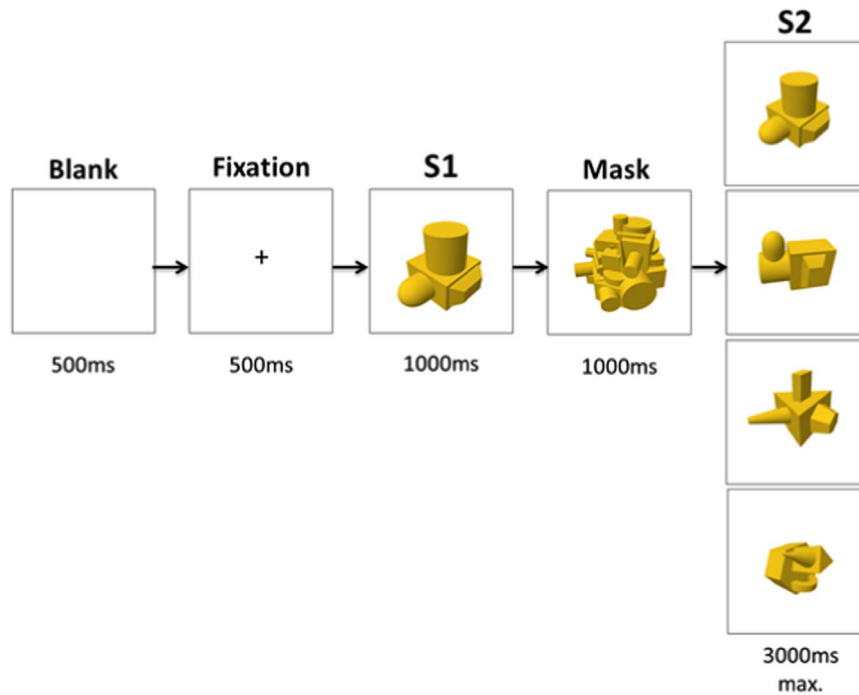 S2
Blank
Fixation
S1
Mask
+
500ms
500ms
1000ms
1000ms
3000ms
max.